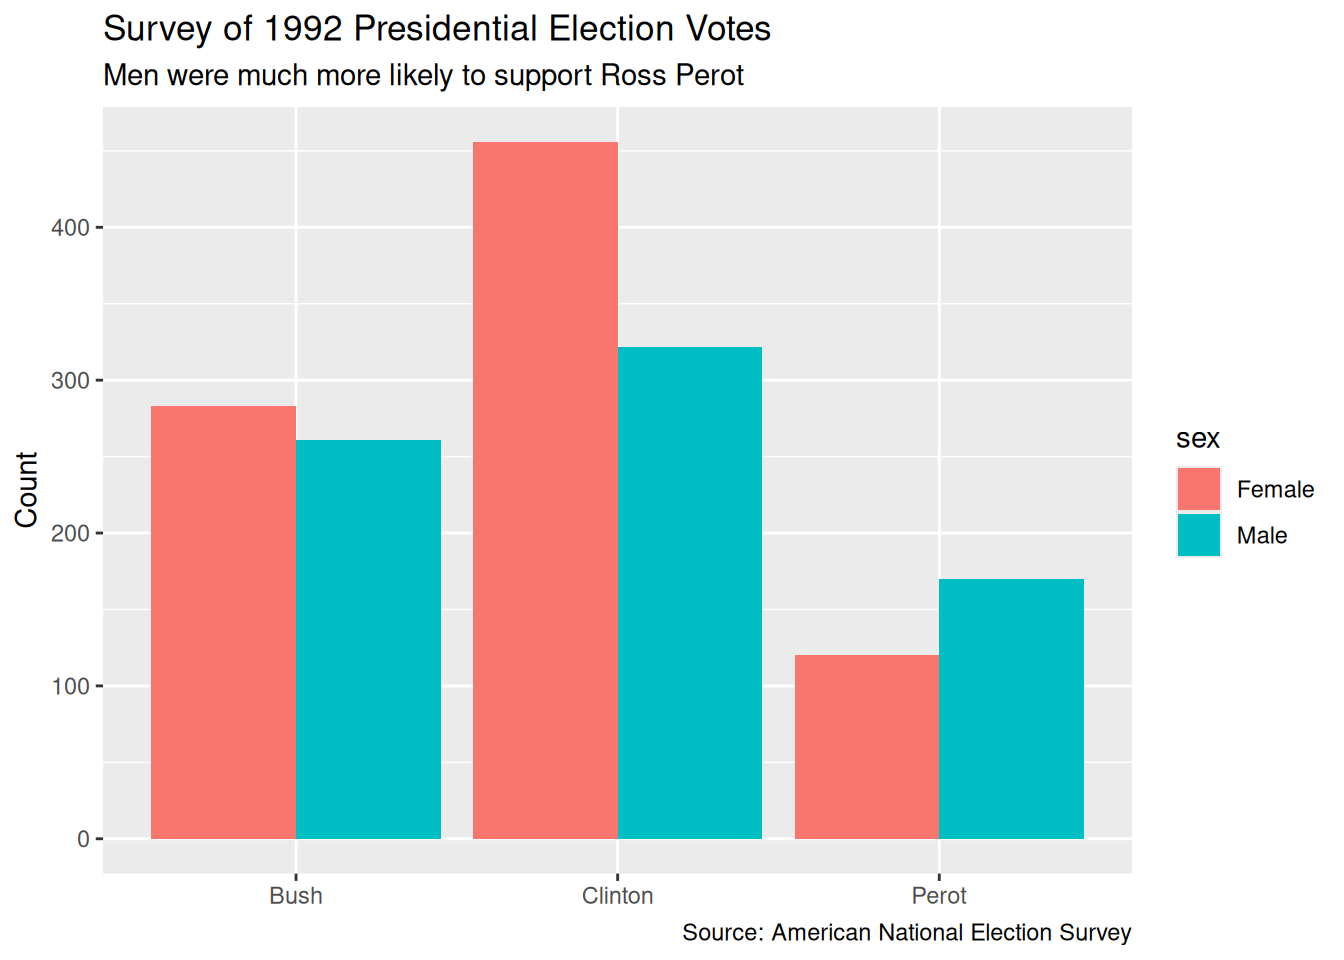 Survey of 1992 Presidential Election Votes
Men were much more likely to support Ross Perot
Count
400
300
200
100
0
Bush Clinton Perot
sex
Female
Male
Source: American National Election Survey